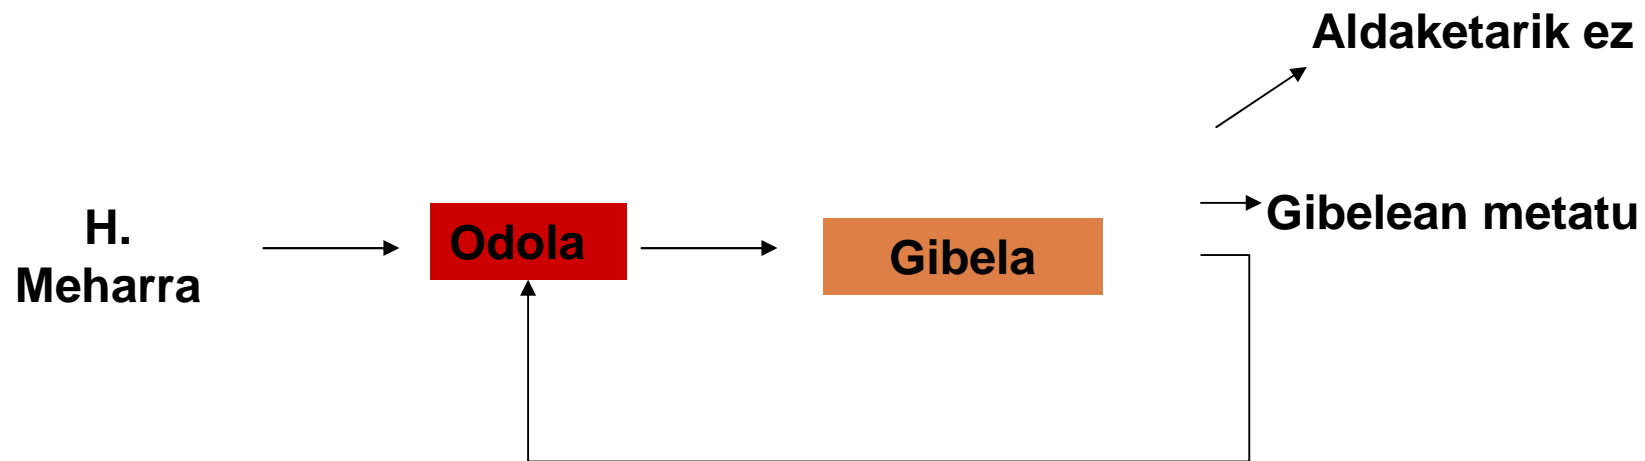 Aldaketarik ez
H.
Meharra
Odola
Gibela
Gibelean metatu